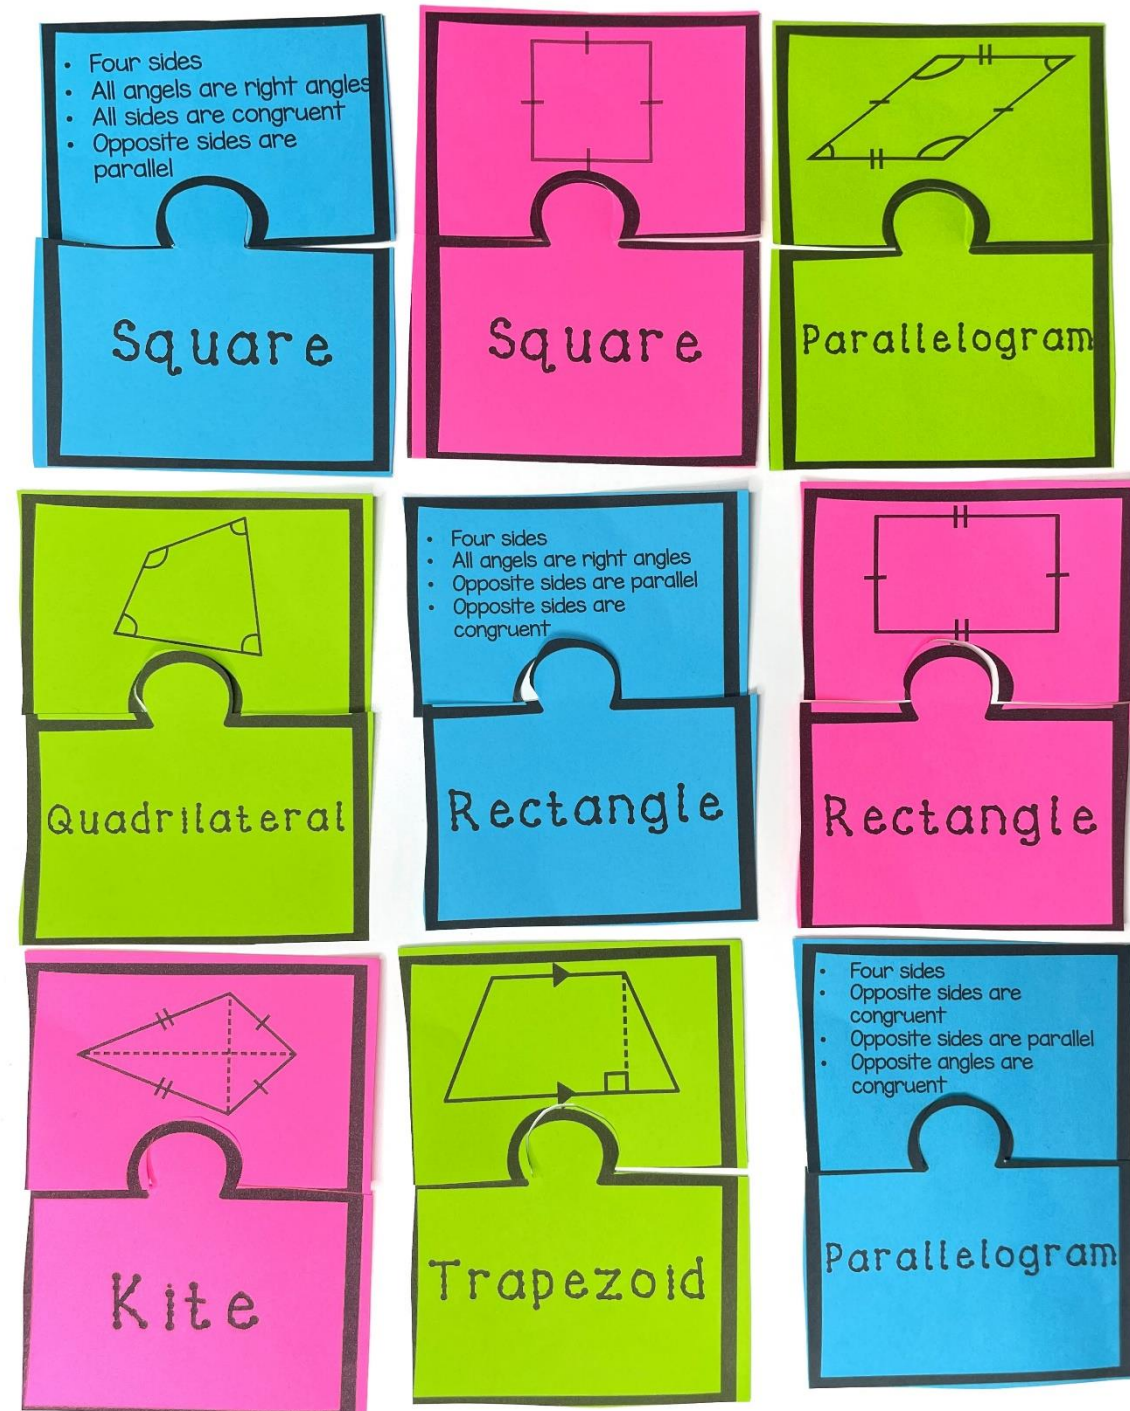 • Four sides
• All angels are right angles
• All sides are congruent
• Opposite sides are
parallel
Square
Square
Parallelogram
Quadrilateral
• Four sides
• All angels are right angles
• Opposite sides are parallel
• Opposite sides are
congruent
Rectangle
Rectangle
Kite
Trapezoid
• Four sides
• Opposite sides are
congruent
• Opposite sides are parallel
• Opposite angles are
congruent
Parallelogram